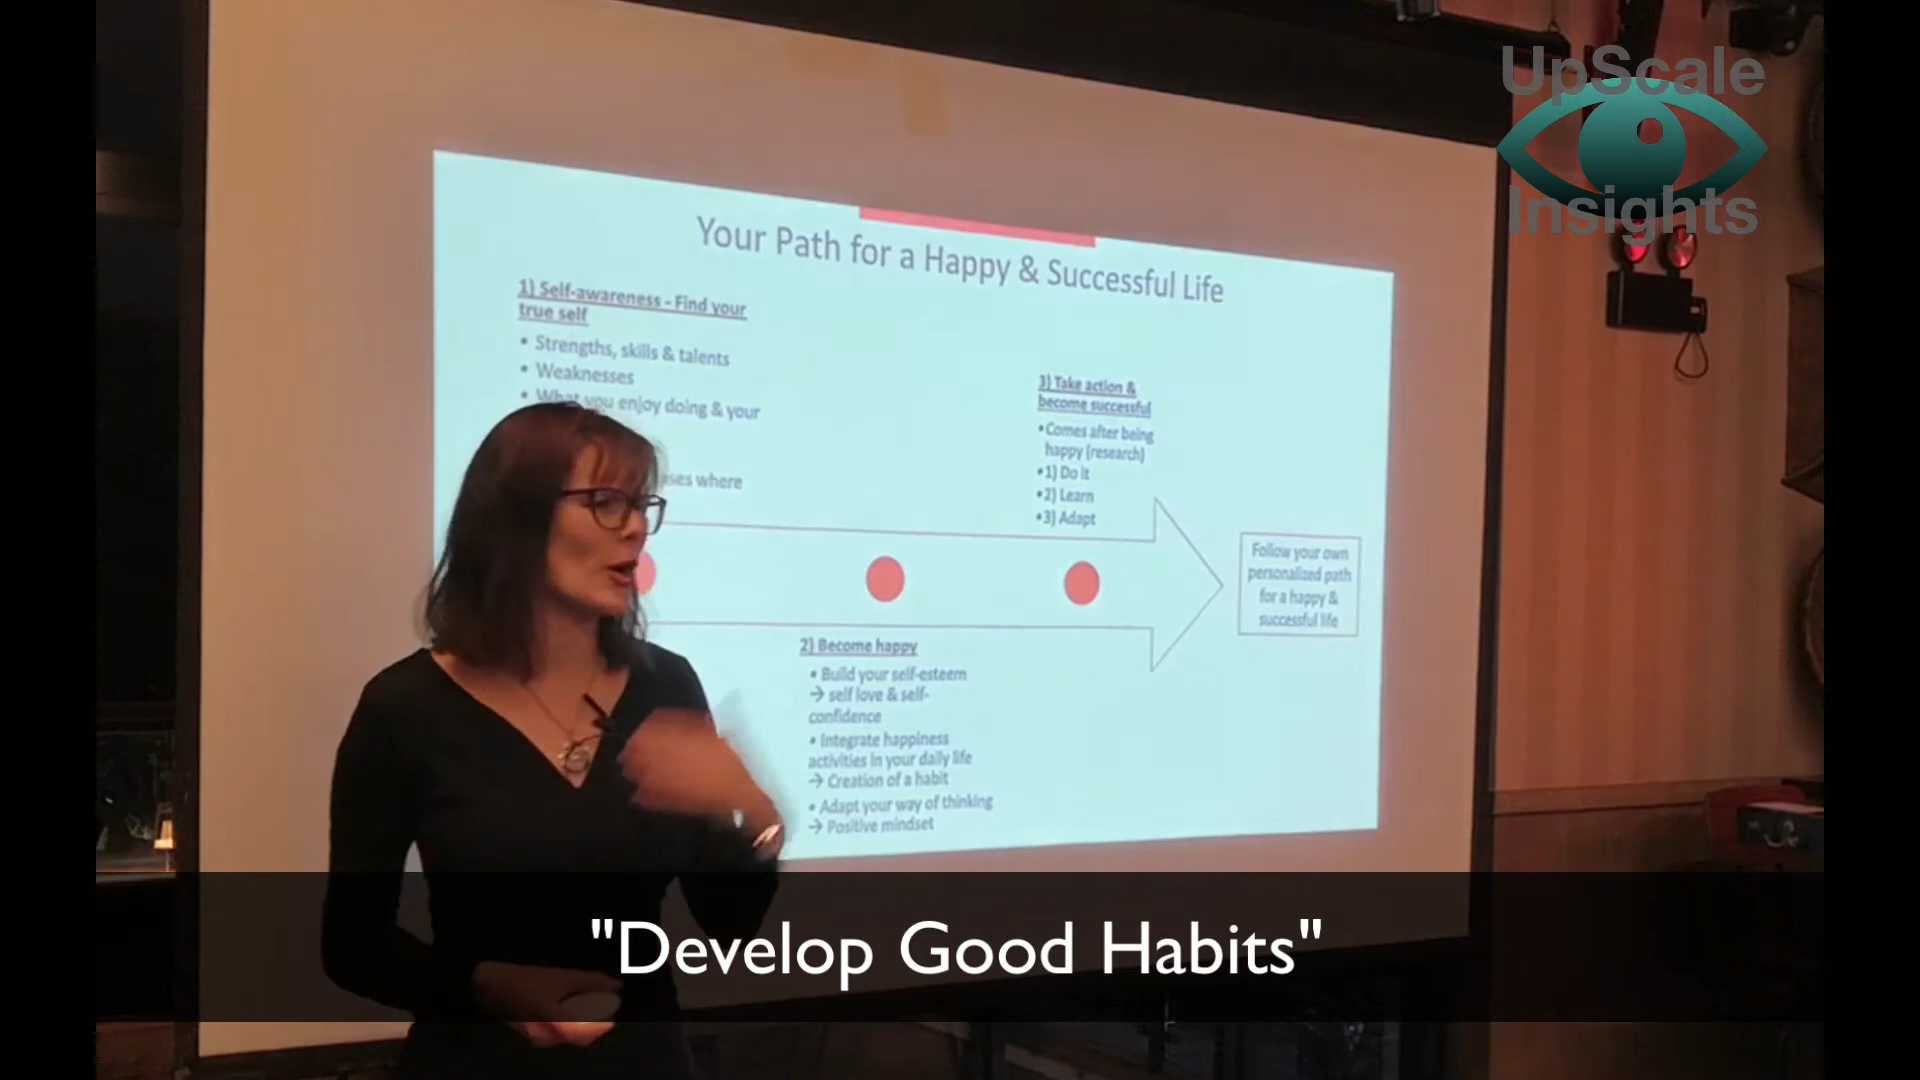 UpScale
Insights
Your Path for a Happy & Successful Life
1) Self-awareness - Find your
true self
• Strengths, skills & talents
• Weaknesses
• What you enjoy doing & your
where
3) Take action &
become successful
•Comes after being
happy (research)
•1) Do it
•2) Learn
•3) Adapt
Follow your own
personalized path
for a happy &
successful life
2) Become happy
• Build your self-esteem
→ self love & self-
confidence
• Integrate happiness
activities in your daily life
→ Creation of a habit
• Adapt your way of thinking
→ Positive mindset
"Develop Good Habits"